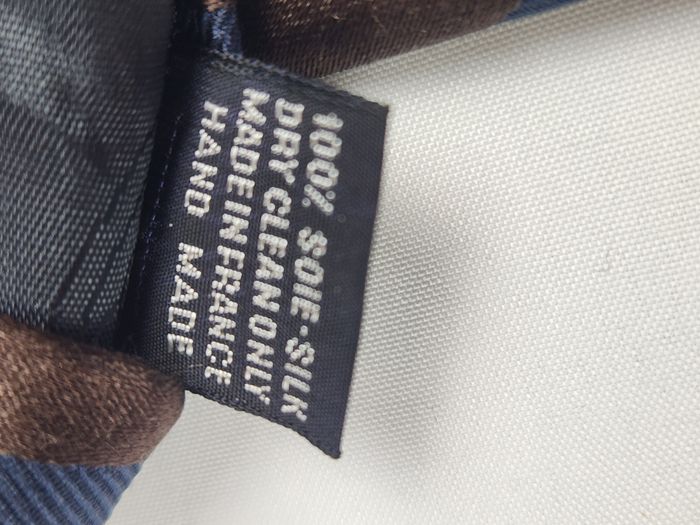 100% SOIE-SILK
DRY CLEAN ONLY
MADE IN FRANCE
HAND MADE